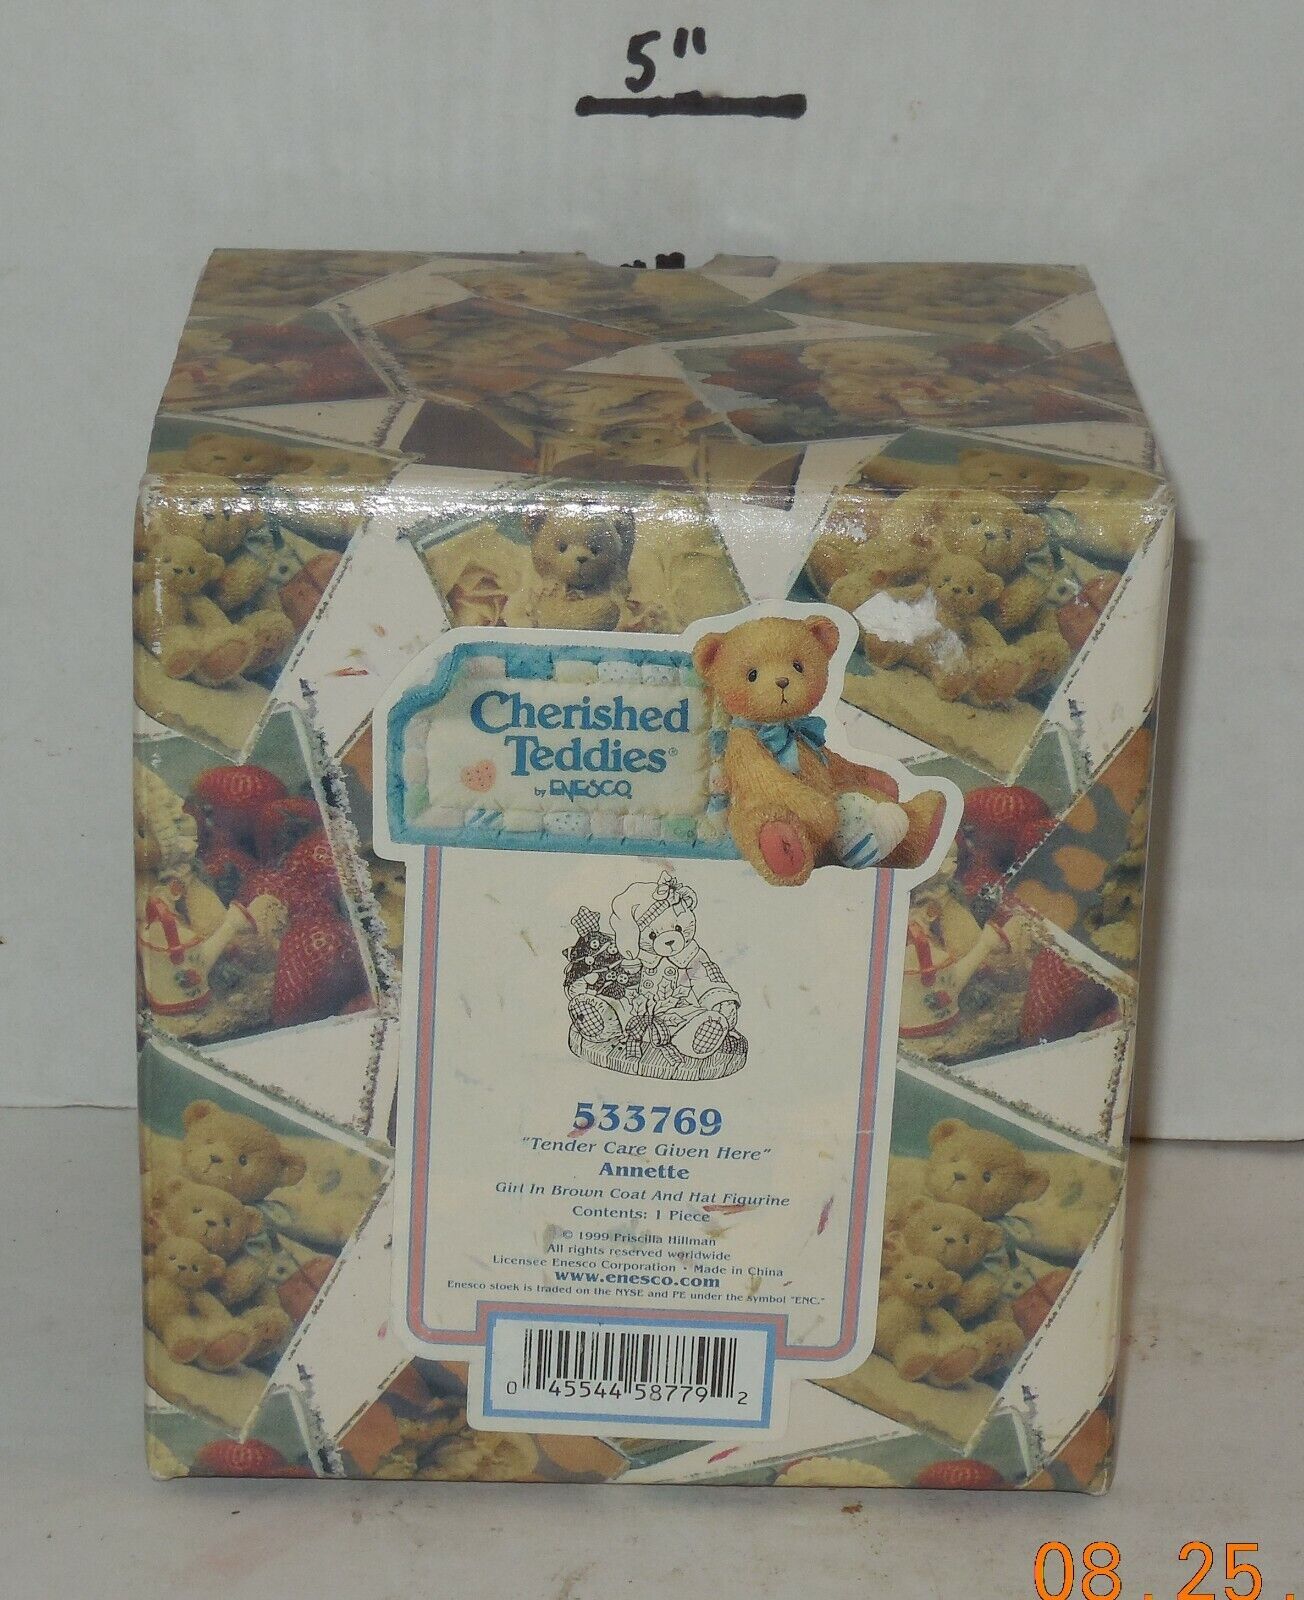 5"
Cherished
Teddies®
by ENESCO
533769
"Tender Care Given Here"
Annette
Girl In Brown Coat And Hat Figurine
Contents: 1 Piece
© 1999 Priscilla Hillman
All rights reserved worldwide
Licensee Enesco Corporation • Made in China
www.enesco.com
Enesco stock is traded on the NYSE and PE under the symbol "ENC."
0 45544 58779 2
08.25.